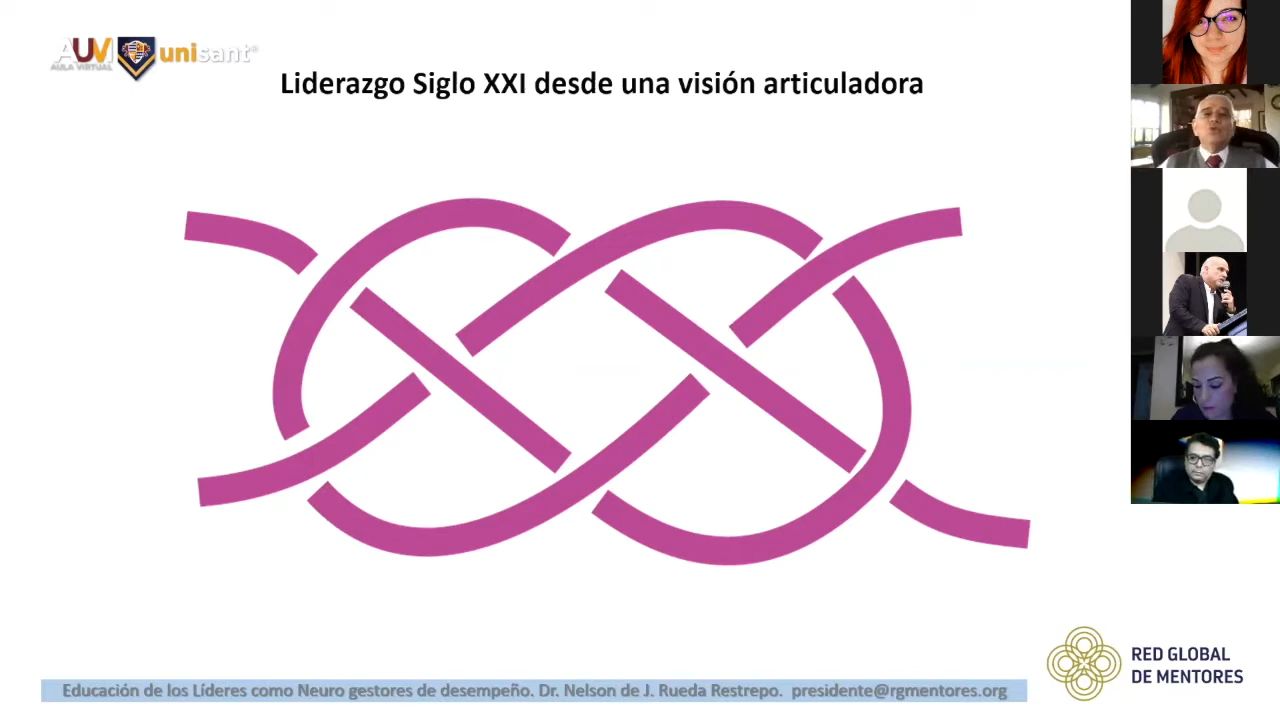 AUV
AULA VIRTUAL
unisant®
Liderazgo Siglo XXI desde una visión articuladora
RED GLOBAL
DE MENTORES
Educación de los Líderes como Neuro gestores de desempeño. Dr. Nelson de J. Rueda Restrepo. presidente@rgmentores.org